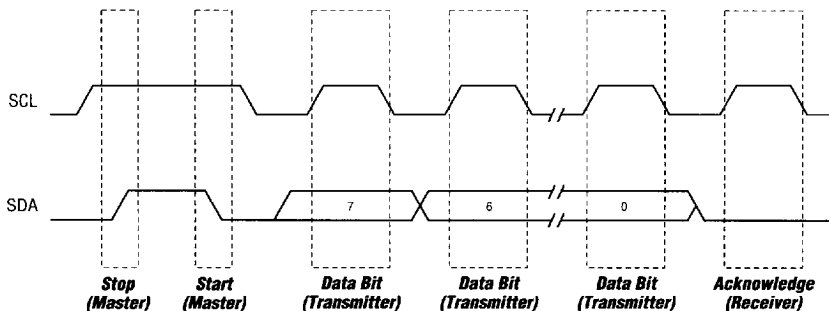 SCL
SDA
7 6 0
Stop Start Data Bit Data Bit Data Bit Acknowledge
(Master) (Master) (Transmitter) (Transmitter) (Transmitter) (Receiver)